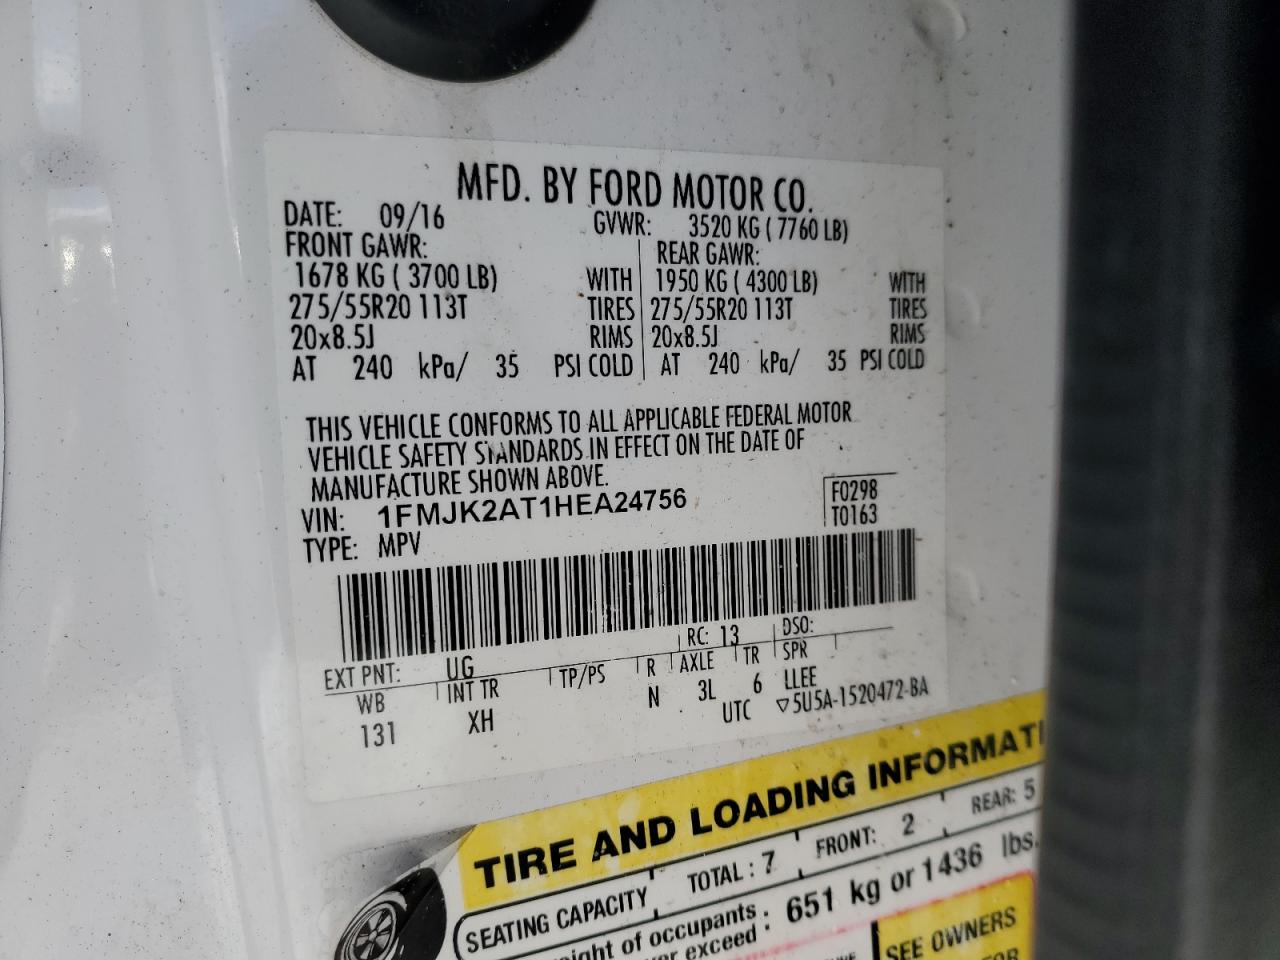 MFD. BY FORD MOTOR CO.
DATE: 09/16 GVWR: 3520 KG ( 7760 LB)
FRONT GAWR: REAR GAWR:
1678 KG ( 3700 LB) WITH 1950 KG ( 4300 LB) WITH
275/55R20 113T TIRES 275/55R20 113T TIRES
20x8.5J RIMS 20x8.5J RIMS
AT 240 kPa/ 35 PSI COLD AT 240 kPa/ 35 PSI COLD
THIS VEHICLE CONFORMS TO ALL APPLICABLE FEDERAL MOTOR
VEHICLE SAFETY STANDARDS IN EFFECT ON THE DATE OF
MANUFACTURE SHOWN ABOVE.
VIN: 1FMJK2AT1HEA24756
F0298
T0163
TYPE: MPV
EXT PNT: UG RC: 13 DSO:
WB INT TR TP/PS R AXLE TR SPR
131 XH N 3L 6 LLEE
UTC ▽5U5A-1520472-BA
TIRE AND LOADING INFORMATI
SEATING CAPACITY TOTAL : 7 FRONT: 2 REAR: 5
ight of occupants :
er exceed : 651 kg or 1436 lbs.
SEE OWNERS
FOR